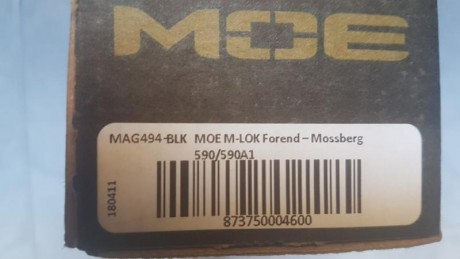 MOE
MAG494-BLK MOE M-LOK Forend – Mossberg
590/590A1
180411
873750004600